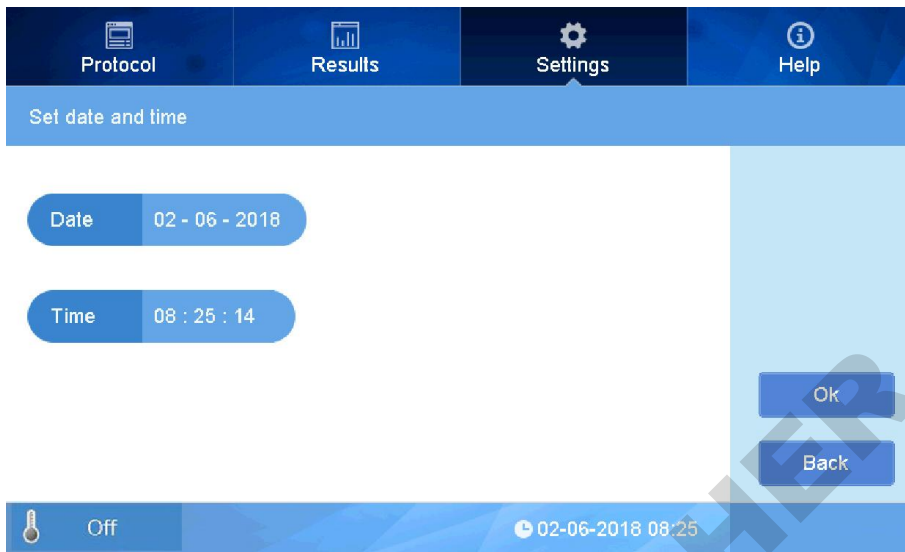 Protocol
Results
Settings
Help
Set date and time
Date 02 - 06 - 2018
Time 08 : 25 : 14
Ok
Back
Off
02-06-2018 08:25
HER